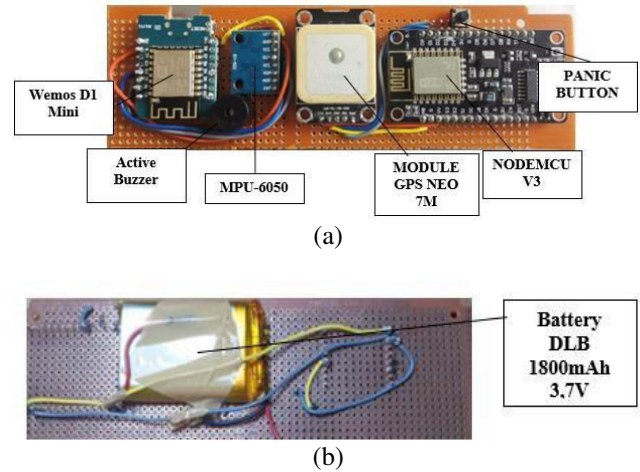 (a)
Wemos D1
Mini
Active
Buzzer
MPU-6050
MODULE
GPS NEO
7M
NODEMCU
V3
PANIC
BUTTON
(b)
Battery
DLB
1800mAh
3,7V